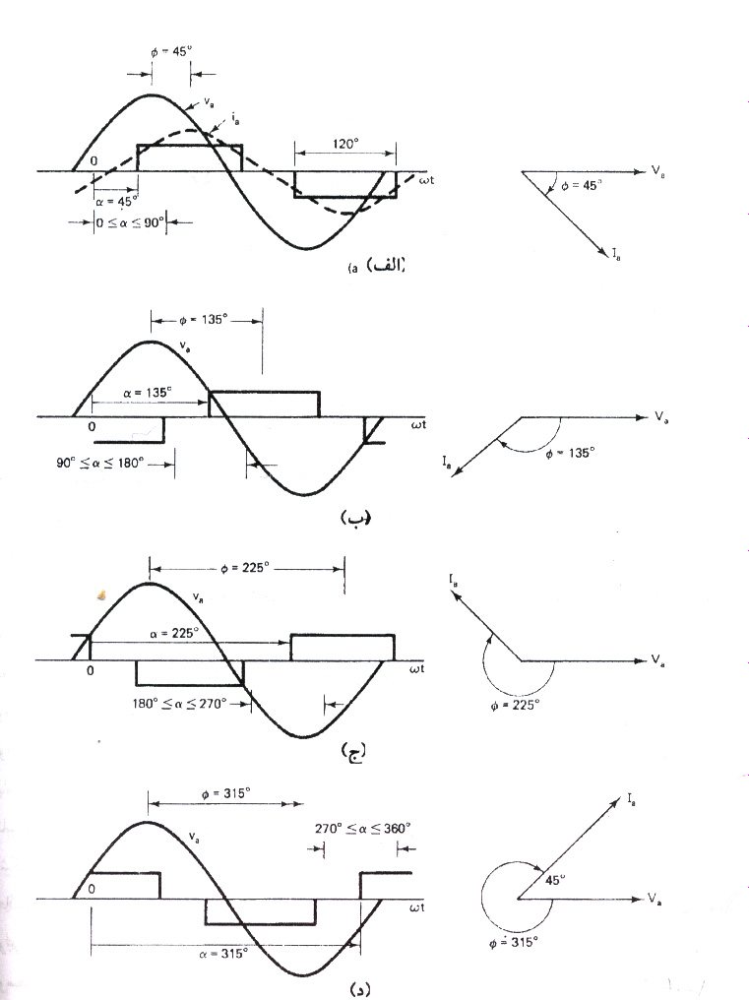 ϕ = 45°
vₐ
iₐ
120°
0
ωt
Vₐ
ϕ = 45°
α = 45°
0 ≤ α ≤ 90°
Iₐ
(a (الف)
ϕ = 135°
vₐ
α = 135°
0
ωt
Vₐ
90° ≤ α ≤ 180°
Iₐ
ϕ = 135°
(ب)
ϕ = 225°
vₐ
Iₐ
α = 225°
0
ωt
Vₐ
180° ≤ α ≤ 270°
ϕ = 225°
(ج)
ϕ = 315°
vₐ
270° ≤ α ≤ 360°
Iₐ
0
45°
ωt
Vₐ
α = 315°
ϕ = 315°
(د)